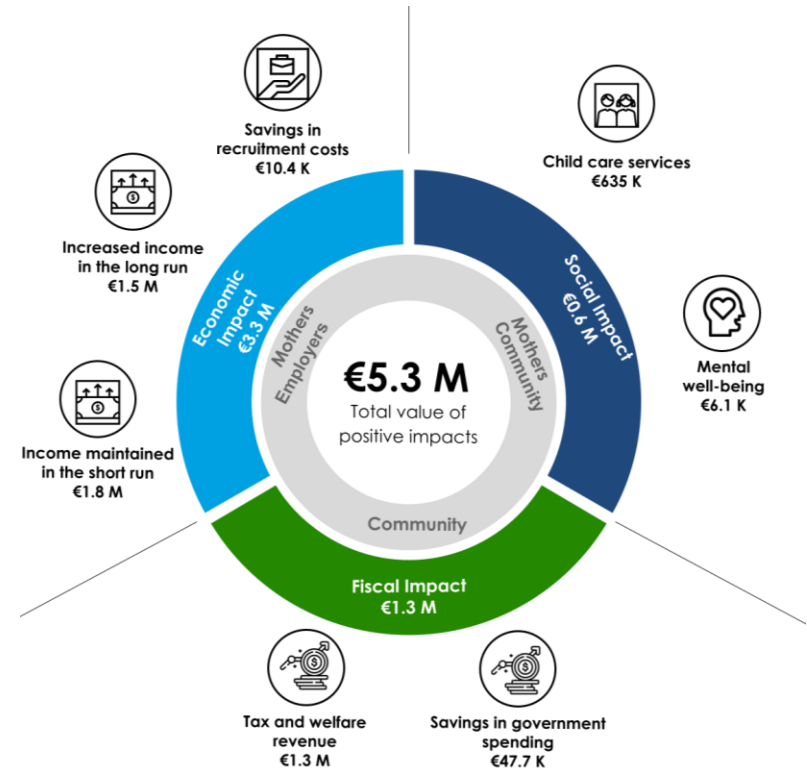 Savings in
recruitment costs
€10.4 K
Child care services
€635 K
Increased income
in the long run
€1.5 M
Economic
Impact
€3.3 M
Social Impact
€0.6 M
Mothers
Employers
Mothers
Community
Mental
well-being
€6.1 K
€5.3 M
Total value of
positive impacts
Income maintained
in the short run
€1.8 M
Community
Fiscal Impact
€1.3 M
Tax and welfare
revenue
€1.3 M
Savings in government
spending
€47.7 K